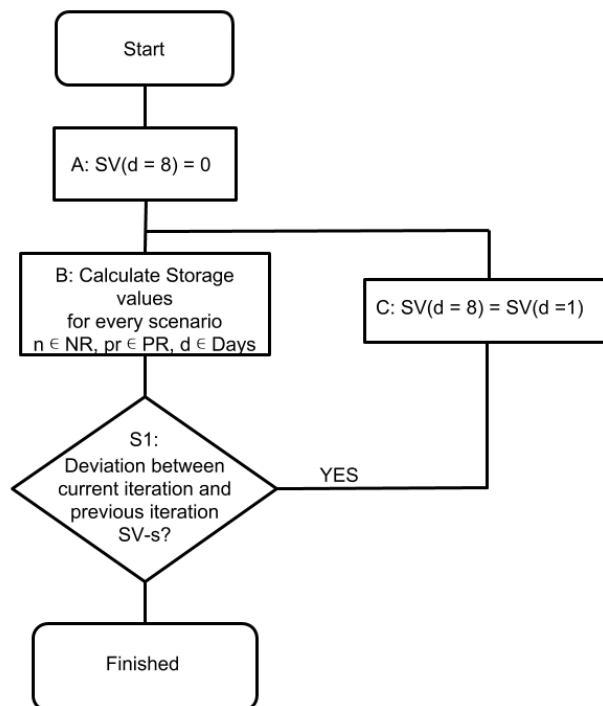 Start
A: SV(d = 8) = 0
B: Calculate Storage
values
for every scenario
n ∈ NR, pr ∈ PR, d ∈ Days
C: SV(d = 8) = SV(d =1)
S1:
Deviation between
current iteration and
previous iteration
SV-s?
YES
Finished